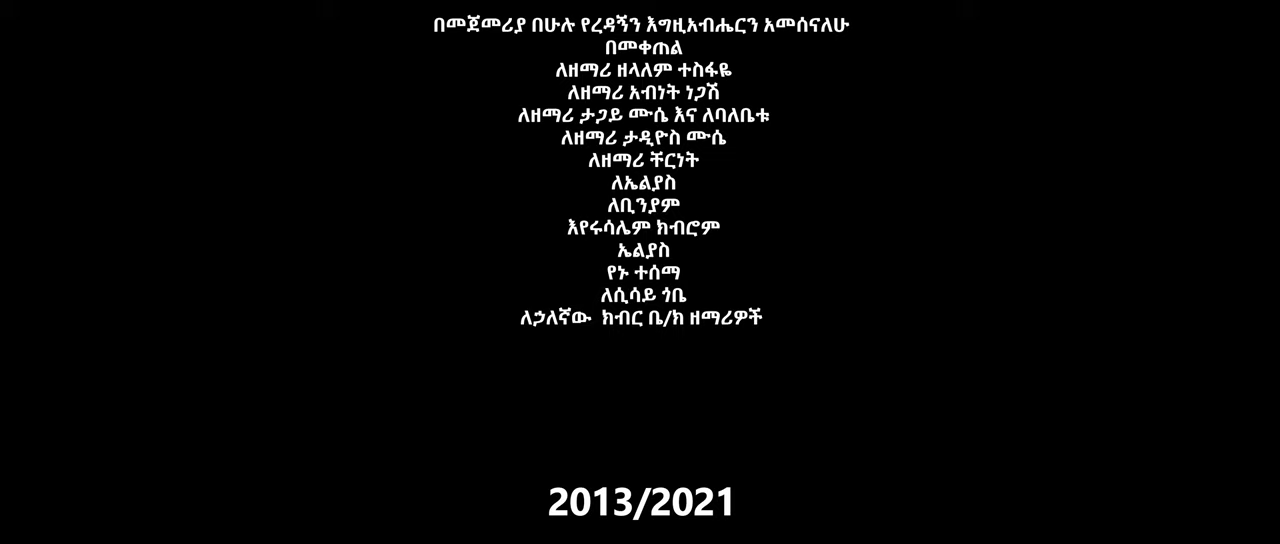 በመጀመሪያ በሁሉ የረዳኝን እግዚአብሔርን አመሰናለሁ
በመቀጠል
ለዘማሪ ዘላለም ተስፋዬ
ለዘማሪ አብነት ነጋሽ
ለዘማሪ ታጋይ ሙሴ እና ለባለቤቱ
ለዘማሪ ታዲዮስ ሙሴ
ለዘማሪ ቸርነት
ለኤልያስ
ለቢንያም
እየሩሳሌም ክብሮም
ኤልያስ
የኑ ተሰማ
ለሲሳይ ጎቤ
ለኃለኛው ክብር ቤ/ክ ዘማሪዎች
2013/2021